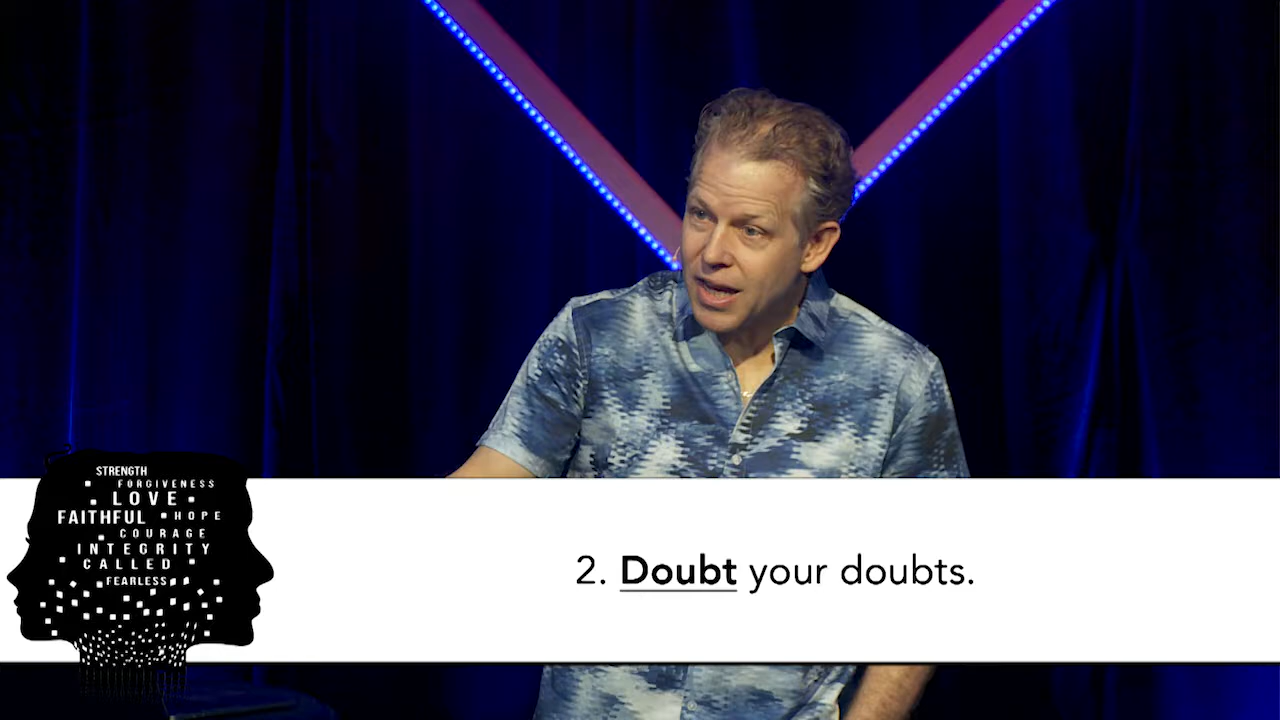 STRENGTH
FORGIVENESS
LOVE
FAITHFUL HOPE
COURAGE
INTEGRITY
CALLED
FEARLESS
2. Doubt your doubts.